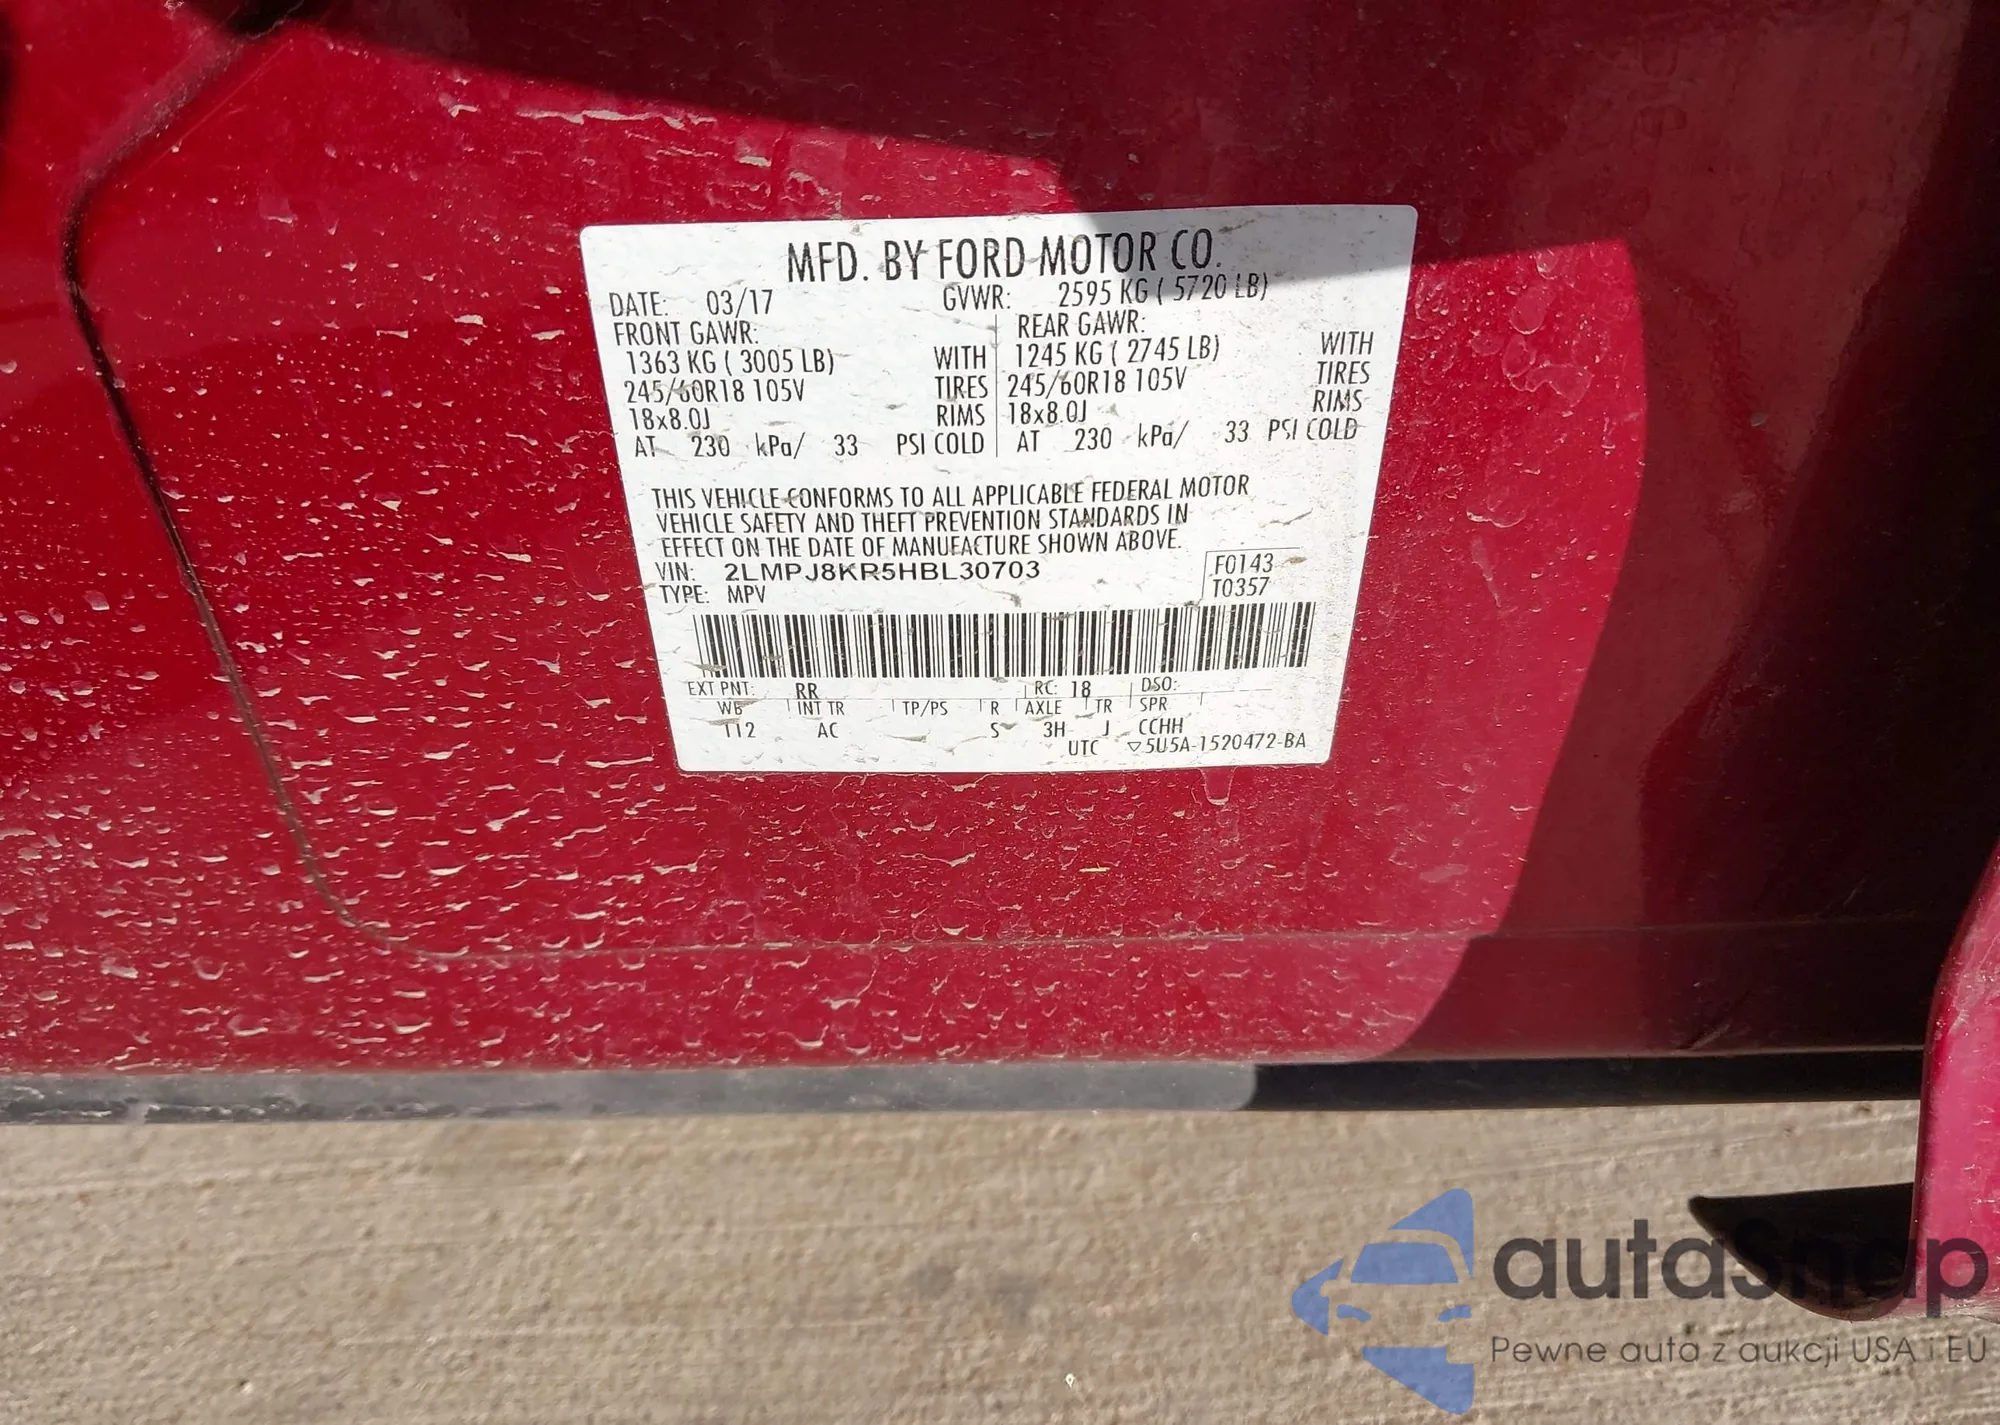 MFD. BY FORD MOTOR CO.
DATE: 03/17 GVWR: 2595 KG ( 5720 LB)
FRONT GAWR: REAR GAWR:
1363 KG ( 3005 LB) WITH 1245 KG ( 2745 LB) WITH
245/60R18 105V TIRES 245/60R18 105V TIRES
18x8.0J RIMS 18x8.0J RIMS
AT 230 kPa/ 33 PSI COLD AT 230 kPa/ 33 PSI COLD
THIS VEHICLE CONFORMS TO ALL APPLICABLE FEDERAL MOTOR
VEHICLE SAFETY AND THEFT PREVENTION STANDARDS IN
EFFECT ON THE DATE OF MANUFACTURE SHOWN ABOVE.
VIN: 2LMPJ8KR5HBL30703 F0143
TYPE: MPV T0357
EXT PNT: RR RC: 18 DSO:
WB INT TR TP/PS R AXLE TR SPR
112 AC S 3H J CCHH
UTC ▽5U5A-1520472-BA
autosnap
Pewne auta z aukcji USA i EU